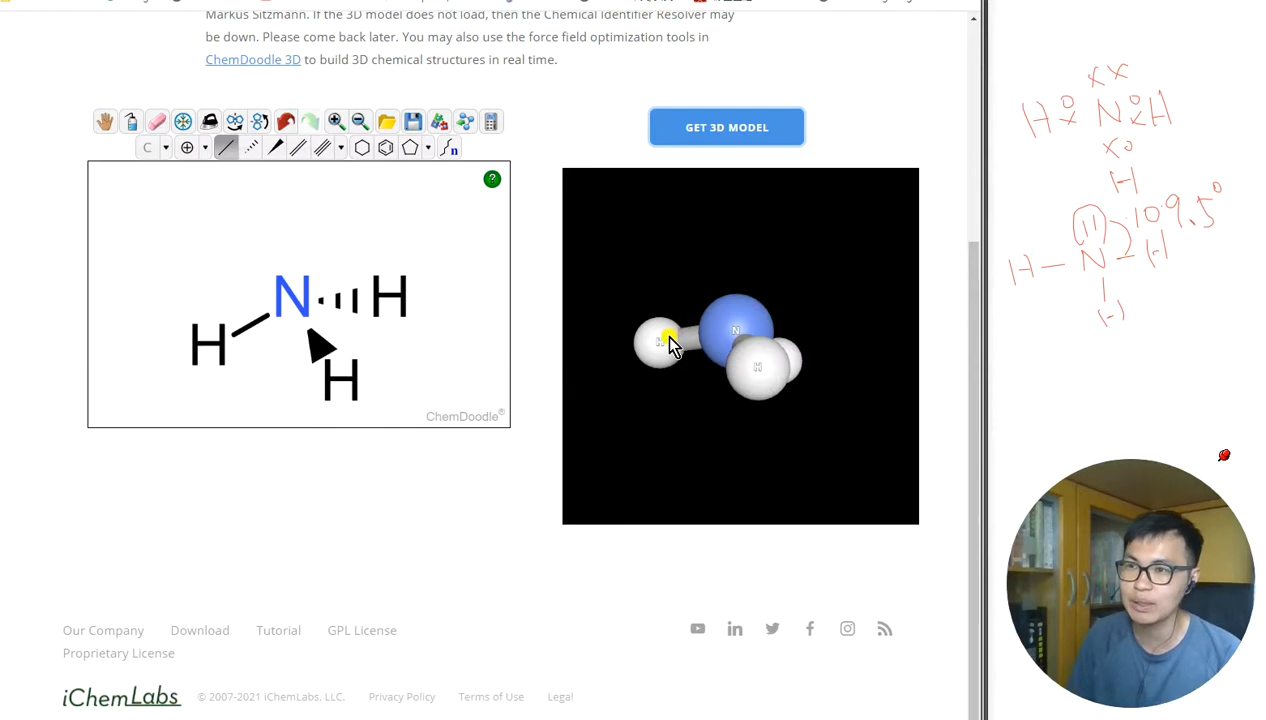 Markus Sitzmann. If the 3D model does not load, then the Chemical Identifier Resolver may
be down. Please come back later. You may also use the force field optimization tools in
ChemDoodle 3D to build 3D chemical structures in real time.
GET 3D MODEL
C
n
?
N H
H
H
ChemDoodle®
N
H
H
xx
H N H
H
109.5°
H N H
H
Our Company Download Tutorial GPL License
Proprietary License
iChemLabs © 2007-2021 iChemLabs, LLC. Privacy Policy Terms of Use Legal